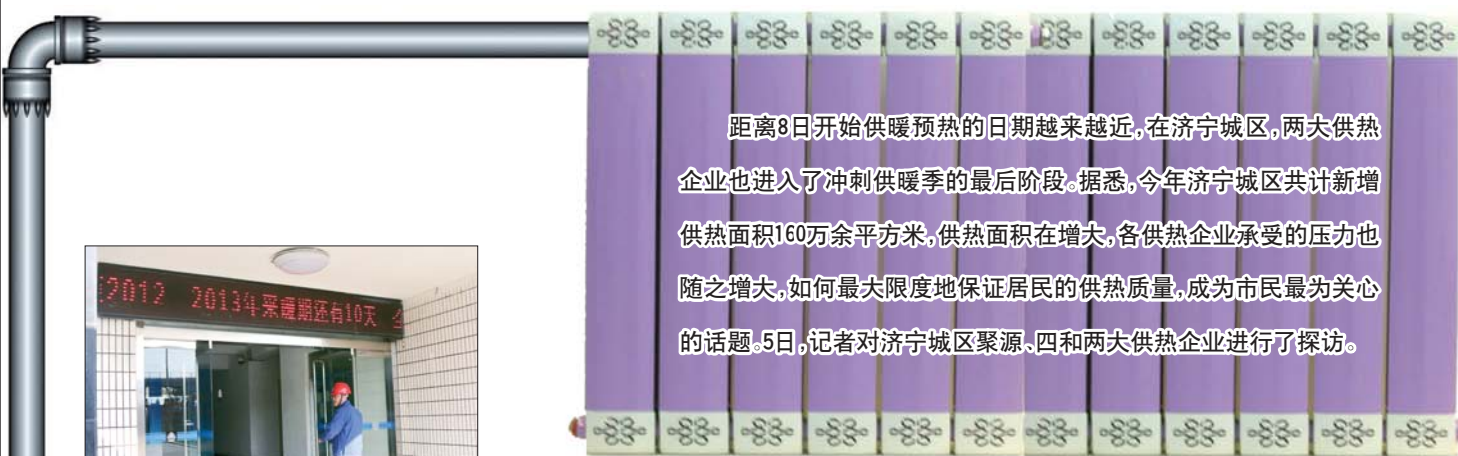 距离8日开始供暖预热的日期越来越近,在济宁城区,两大供热
企业也进入了冲刺供暖季的最后阶段。据悉,今年济宁城区共计新增
供热面积160万余平方米,供热面积在增大,各供热企业承受的压力也
随之增大,如何最大限度地保证居民的供热质量,成为市民最为关心
的话题。5日,记者对济宁城区聚源、四和两大供热企业进行了探访。
2012 2013年采暖期还有10天